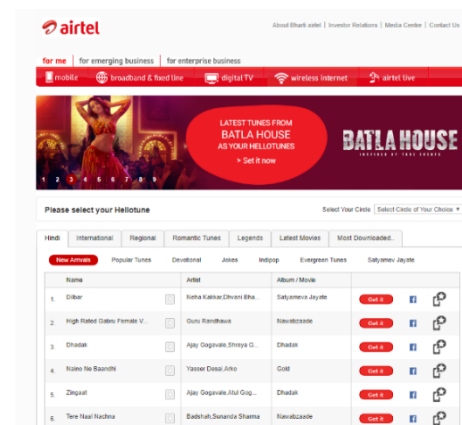 airtel
About Bharti airtel | Investor Relations | Media Centre | Contact Us
for me | for emerging business | for enterprise business
mobile broadband & fixed line digital TV wireless internet airtel live
LATEST TUNES FROM
BATLA HOUSE
AS YOUR HELLOTUNES
> Set it now
BATLA HOUSE
INSPIRED BY TRUE EVENTS
1 2 3 4 5 6 7 8 9
Please select your Hellotune
Select Your Circle Select Circle of Your Choice
Hindi International Regional Romantic Tunes Legends Latest Movies Most Downloaded..
New Arrivals Popular Tunes Devotional Jokes Indipop Evergreen Tunes Satyamev Jayate
Name Artist Album / Movie
1. Dilbar Neha Kakkar,Dhvani Bha... Satyameva Jayate Get it
2. High Rated Gabru Female V... Guru Randhawa Nawabzaade Get it
3. Dhadak Ajay Gogavale,Shreya G... Dhadak Get it
4. Naino Ne Baandhi Yasser Desai,Arko Gold Get it
5. Zingaat Ajay Gogavale,Atul Gog... Dhadak Get it
6. Tere Naal Nachna Badshah,Sunanda Sharma Nawabzaade Get it